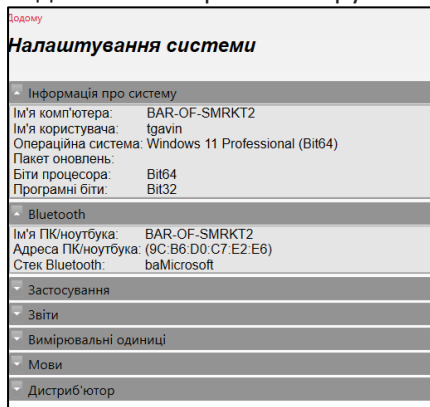 Додому
Налаштування системи
Інформація про систему
Ім'я комп'ютера: BAR-OF-SMRKT2
Ім'я користувача: tgavin
Операційна система: Windows 11 Professional (Bit64)
Пакет оновлень:
Біти процесора: Bit64
Програмні біти: Bit32
Bluetooth
Ім'я ПК/ноутбука: BAR-OF-SMRKT2
Адреса ПК/ноутбука: (9C:B6:D0:C7:E2:E6)
Стек Bluetooth: baMicrosoft
Застосування
Звіти
Вимірювальні одиниці
Мови
Дистриб'ютор